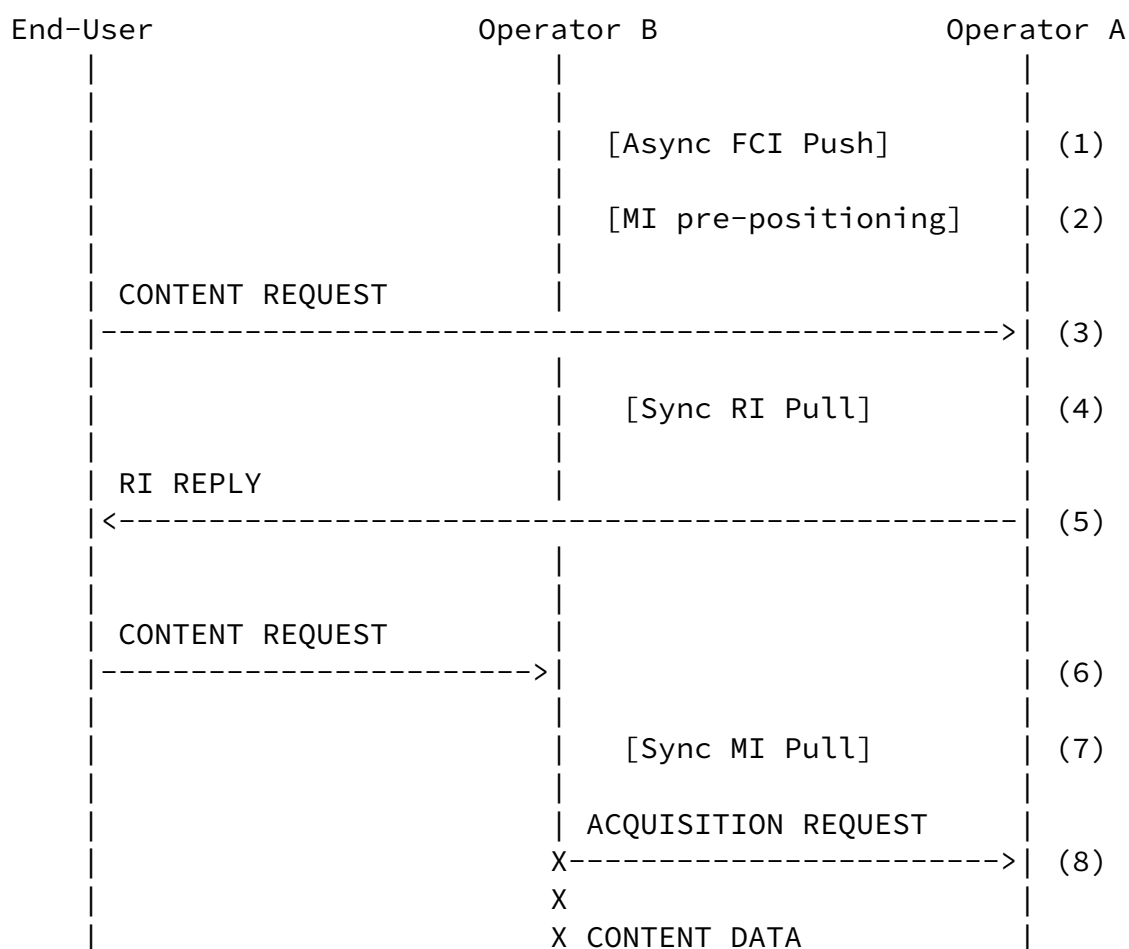 End-User Operator B Operator A
[Async FCI Push] (1)
[MI pre-positioning] (2)
CONTENT REQUEST
(3)
[Sync RI Pull] (4)
RI REPLY
(5)
CONTENT REQUEST
(6)
[Sync MI Pull] (7)
ACQUISITION REQUEST
X (8)
X
X CONTENT DATA